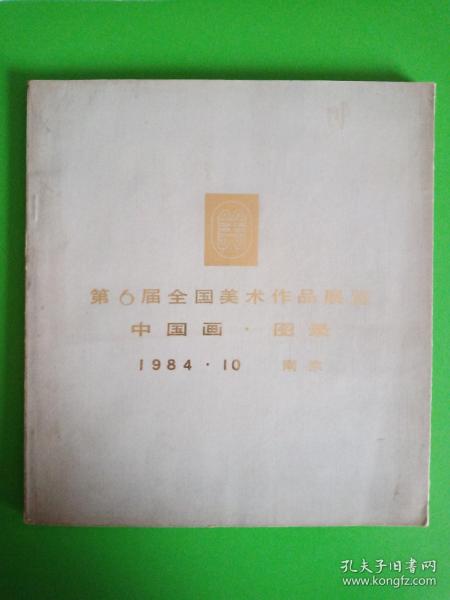 第6届全国美术作品展览
中国画·图录
1984·10 南京
孔夫子旧书网
www.kongfz.com